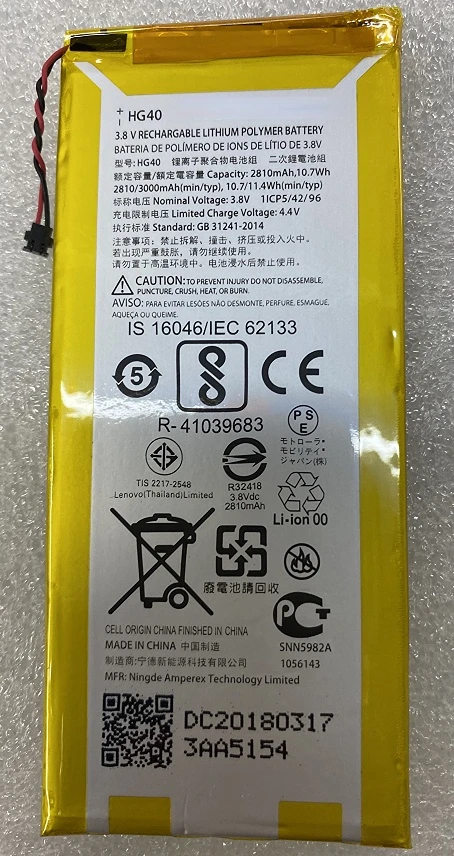 +
− HG40
3.8 V RECHARGABLE LITHIUM POLYMER BATTERY
BATERIA DE POLÍMERO DE IONS DE LÍTIO DE 3.8V
型号: HG40 锂离子聚合物电池组 二次鋰電池組
额定容量/額定電容量 Capacity: 2810mAh,10.7Wh
2810/3000mAh(min/typ), 10.7/11.4Wh(min/typ)
标称电压 Nominal Voltage: 3.8V 1ICP5/42/96
充电限制电压 Limited Charge Voltage: 4.4V
执行标准 Standard: GB 31241-2014
注意事项: 禁止拆解、撞击、挤压或投入火中。
若出现严重鼓胀, 请勿继续使用。
请勿置于高温环境中。电池浸水后禁止使用。
CAUTION: TO PREVENT INJURY DO NOT DISASSEMBLE,
PUNCTURE, CRUSH, HEAT, OR BURN.
AVISO: PARA EVITAR LESÕES NÃO DESMONTE, PERFURE, ESMAGUE,
AQUEÇA OU QUEIME.
IS 16046/IEC 62133
5
CE
R- 41039683
PS
E
モトローラ・
モビリティ・
ジャパン(株)
TIS 2217-2548
Lenovo(Thailand)Limited
R32418
3.8Vdc
2810mAh
Li-ion 00
廢電池請回收
CELL ORIGIN CHINA FINISHED IN CHINA
MADE IN CHINA 中国制造
制造商: 宁德新能源科技有限公司
MFR: Ningde Amperex Technology Limited
SNN5982A
1056143
DC20180317
3AA5154